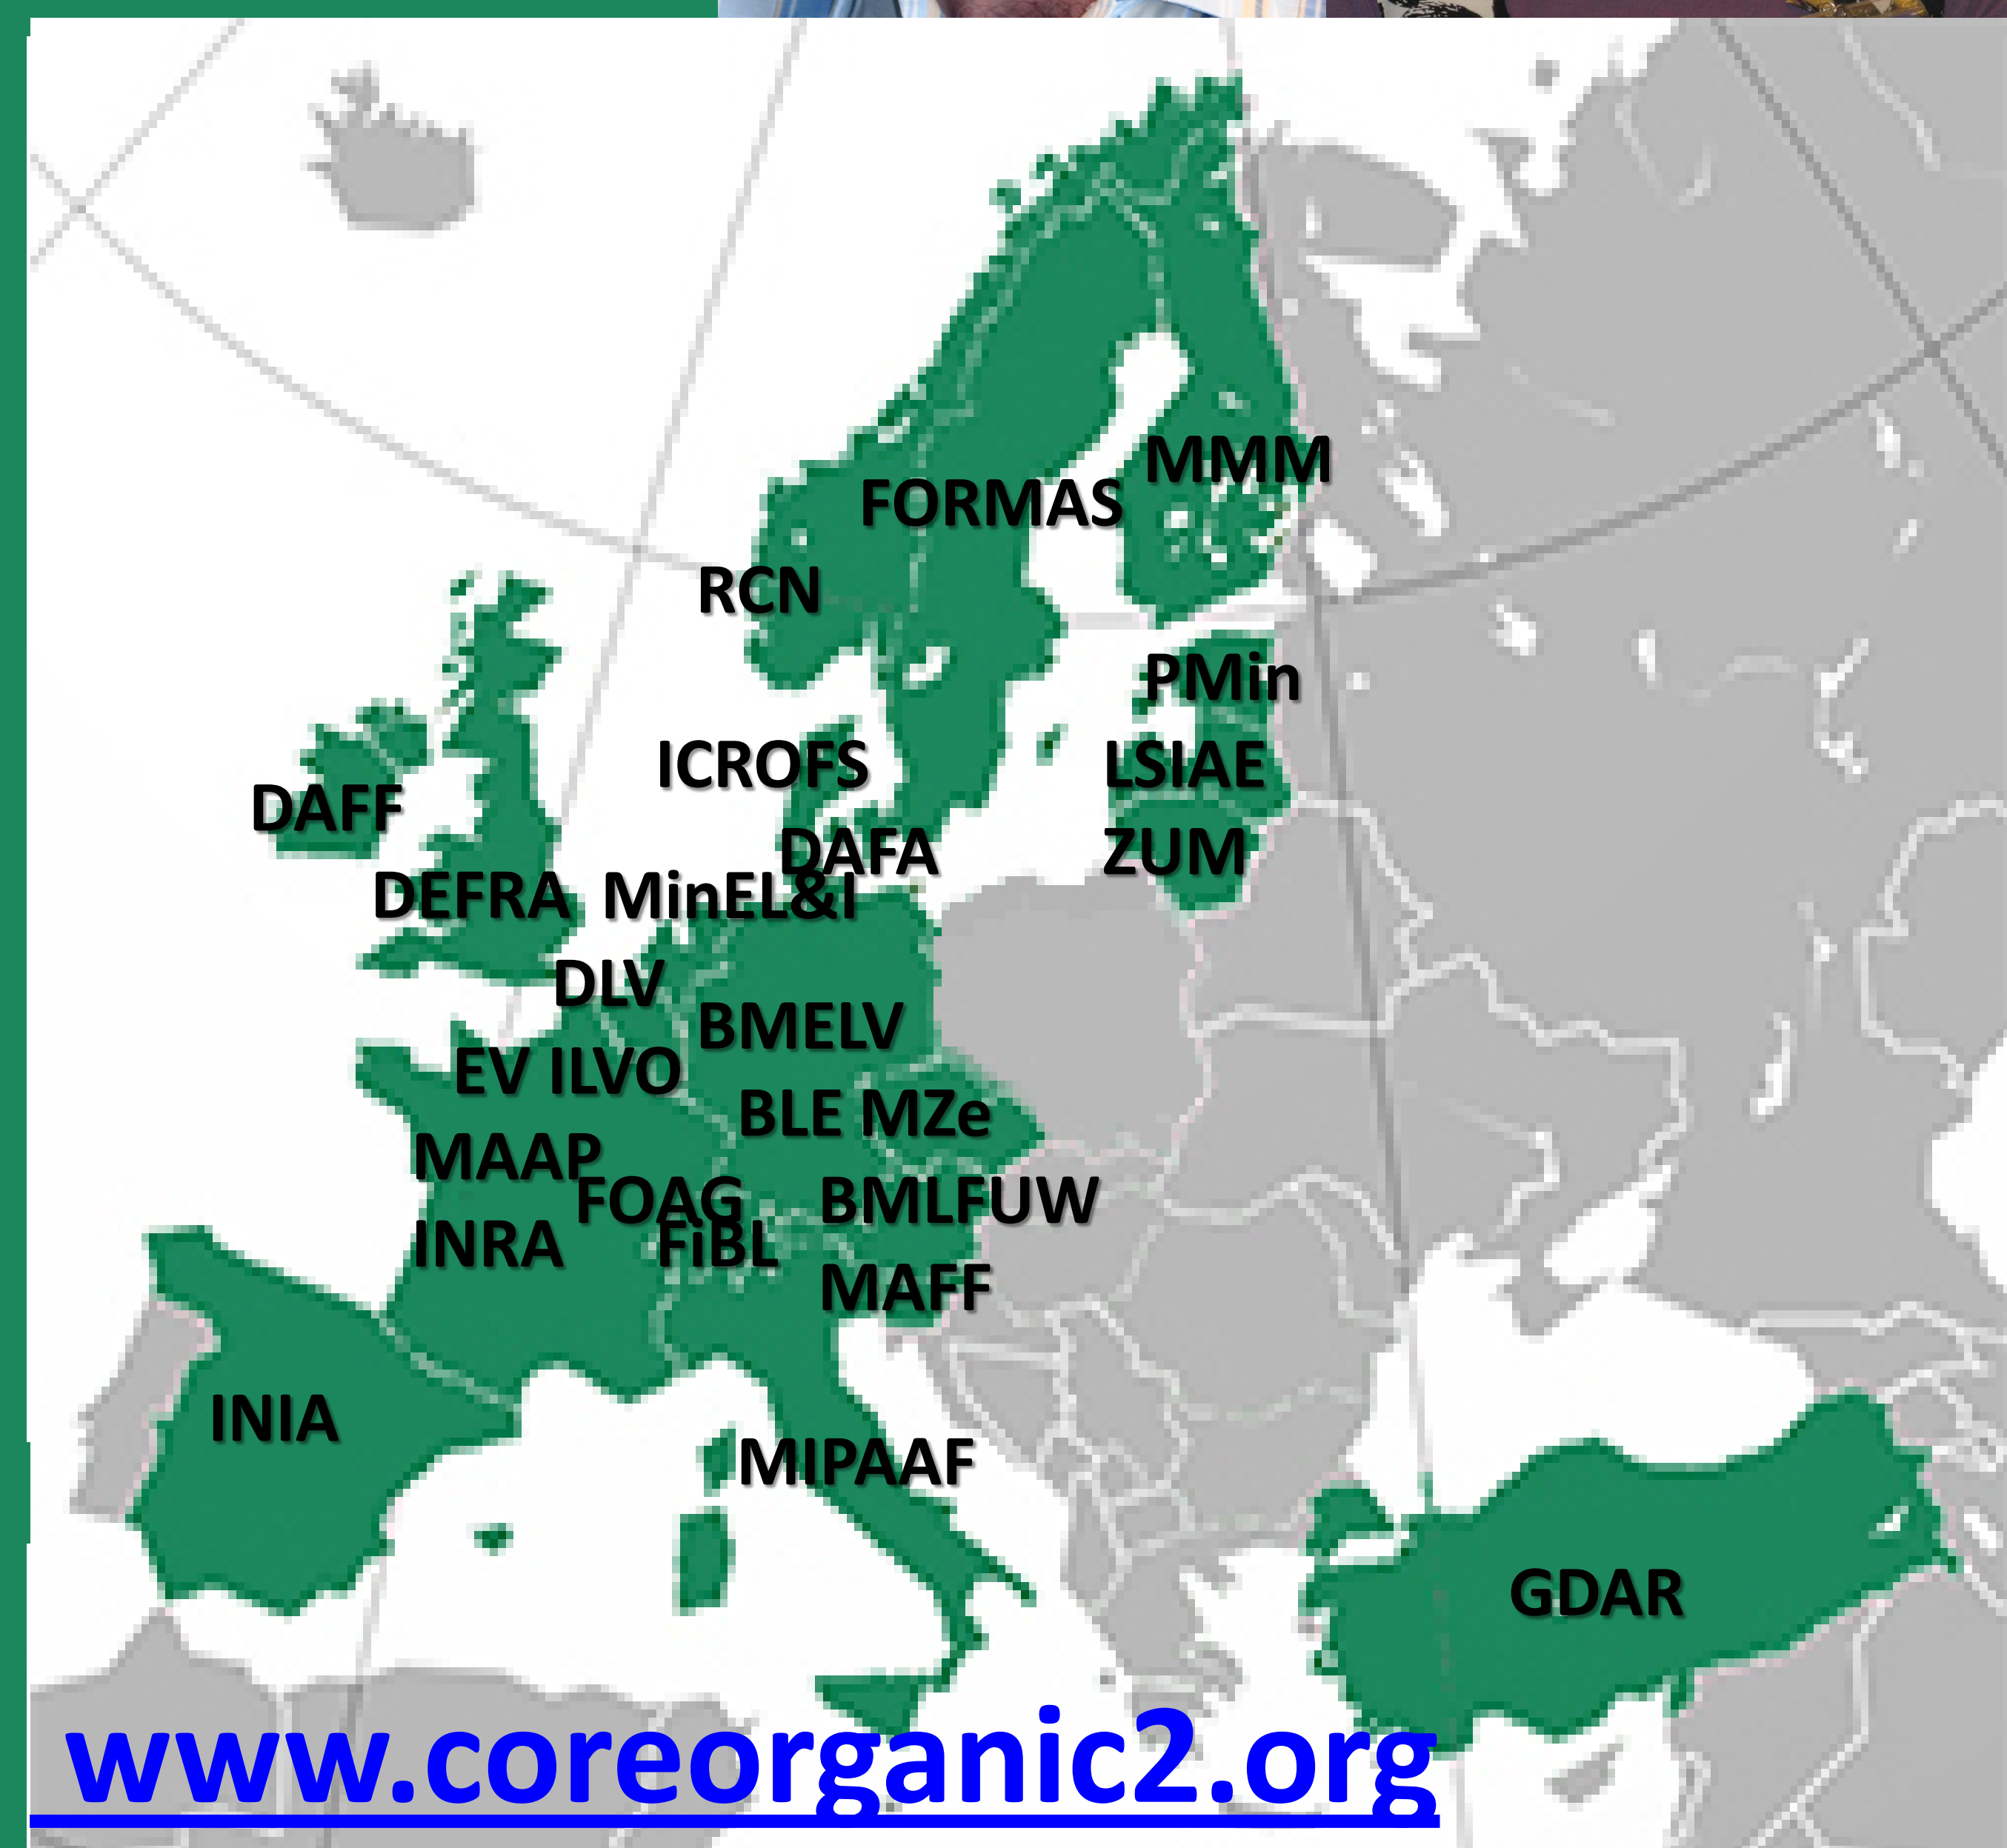 MMM
FORMAS
RCN
PMin
ICROFS
LSIAE
DAFF
DAFA
ZUM
DEFRA
MinEL&I
DLV
BMELV
EV ILVO
BLE MZe
MAAP
FOAG
BMLFUW
INRA
FiBL
MAFF
INIA
MIPAAF
GDAR
www.coreorganic2.org